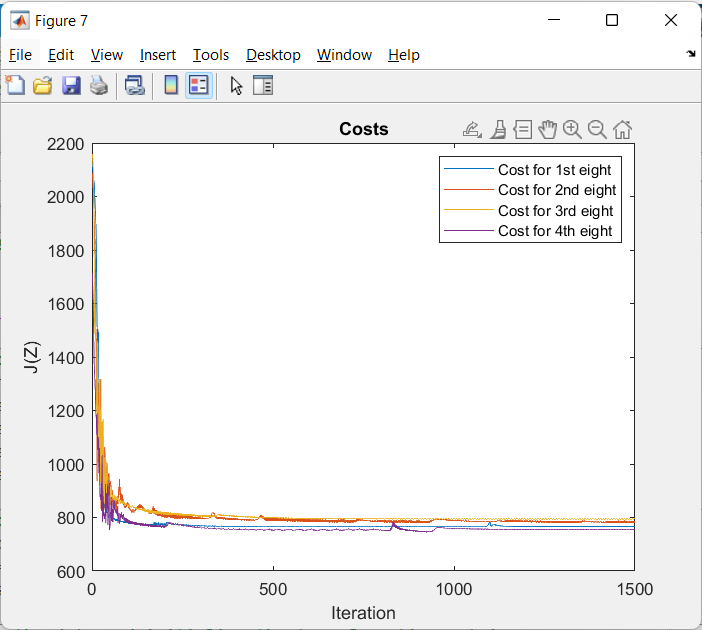 Figure 7
File Edit View Insert Tools Desktop Window Help
Costs
2200
2000
1800
1600
1400
1200
1000
800
600
J(Z)
0 500 1000 1500
Iteration
Cost for 1st eight
Cost for 2nd eight
Cost for 3rd eight
Cost for 4th eight